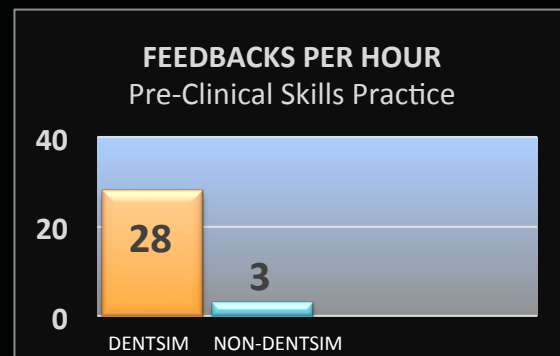 FEEDBACKS PER HOUR
Pre-Clinical Skills Practice
40
20
0
28
3
DENTSIM NON-DENTSIM